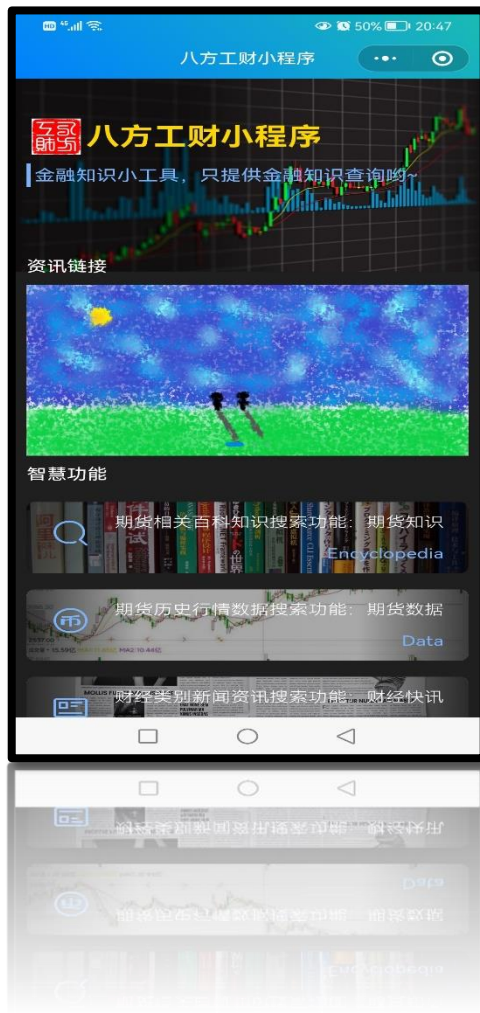 HD 4G 50% 20:47
八方工财小程序
八方工财小程序
金融知识小工具，只提供金融知识查询哟~
资讯链接
智慧功能
期货相关百科知识搜索功能：期货知识
Encyclopedia
期货历史行情数据搜索功能：期货数据
Data
财经类别新闻资讯搜索功能：财经快讯